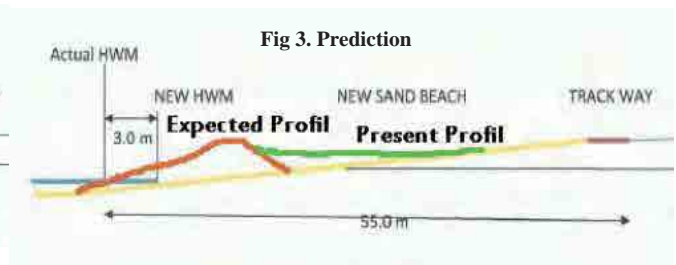 Fig 3. Prediction
Actual HWM
NEW HWM NEW SAND BEACH TRACK WAY
Expected Profil Present Profil
3.0 m
55.0 m